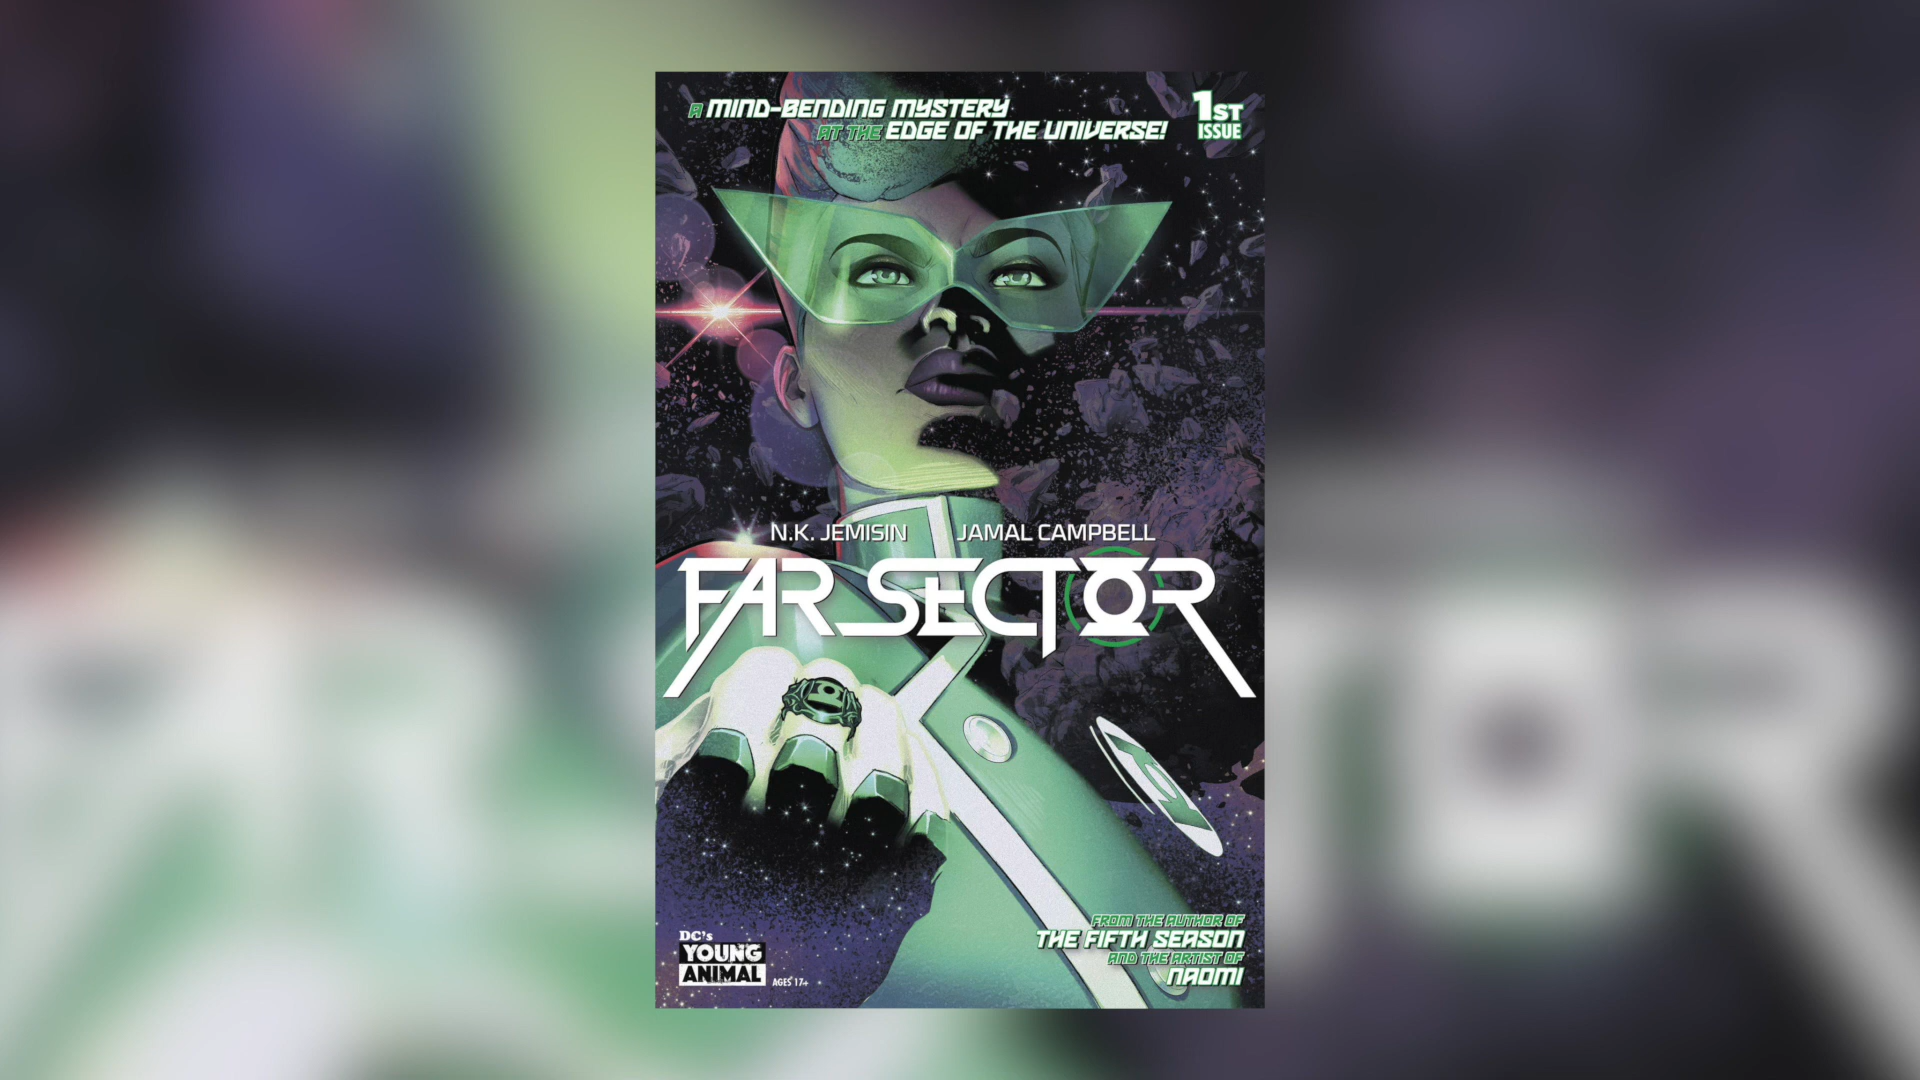 A MIND-BENDING MYSTERY
AT THE EDGE OF THE UNIVERSE!
1ST
ISSUE
N.K. JEMISIN JAMAL CAMPBELL
FAR SECTOR
DC's
YOUNG
ANIMAL
AGES 17+
FROM THE AUTHOR OF
THE FIFTH SEASON
AND THE ARTIST OF
NAOMI